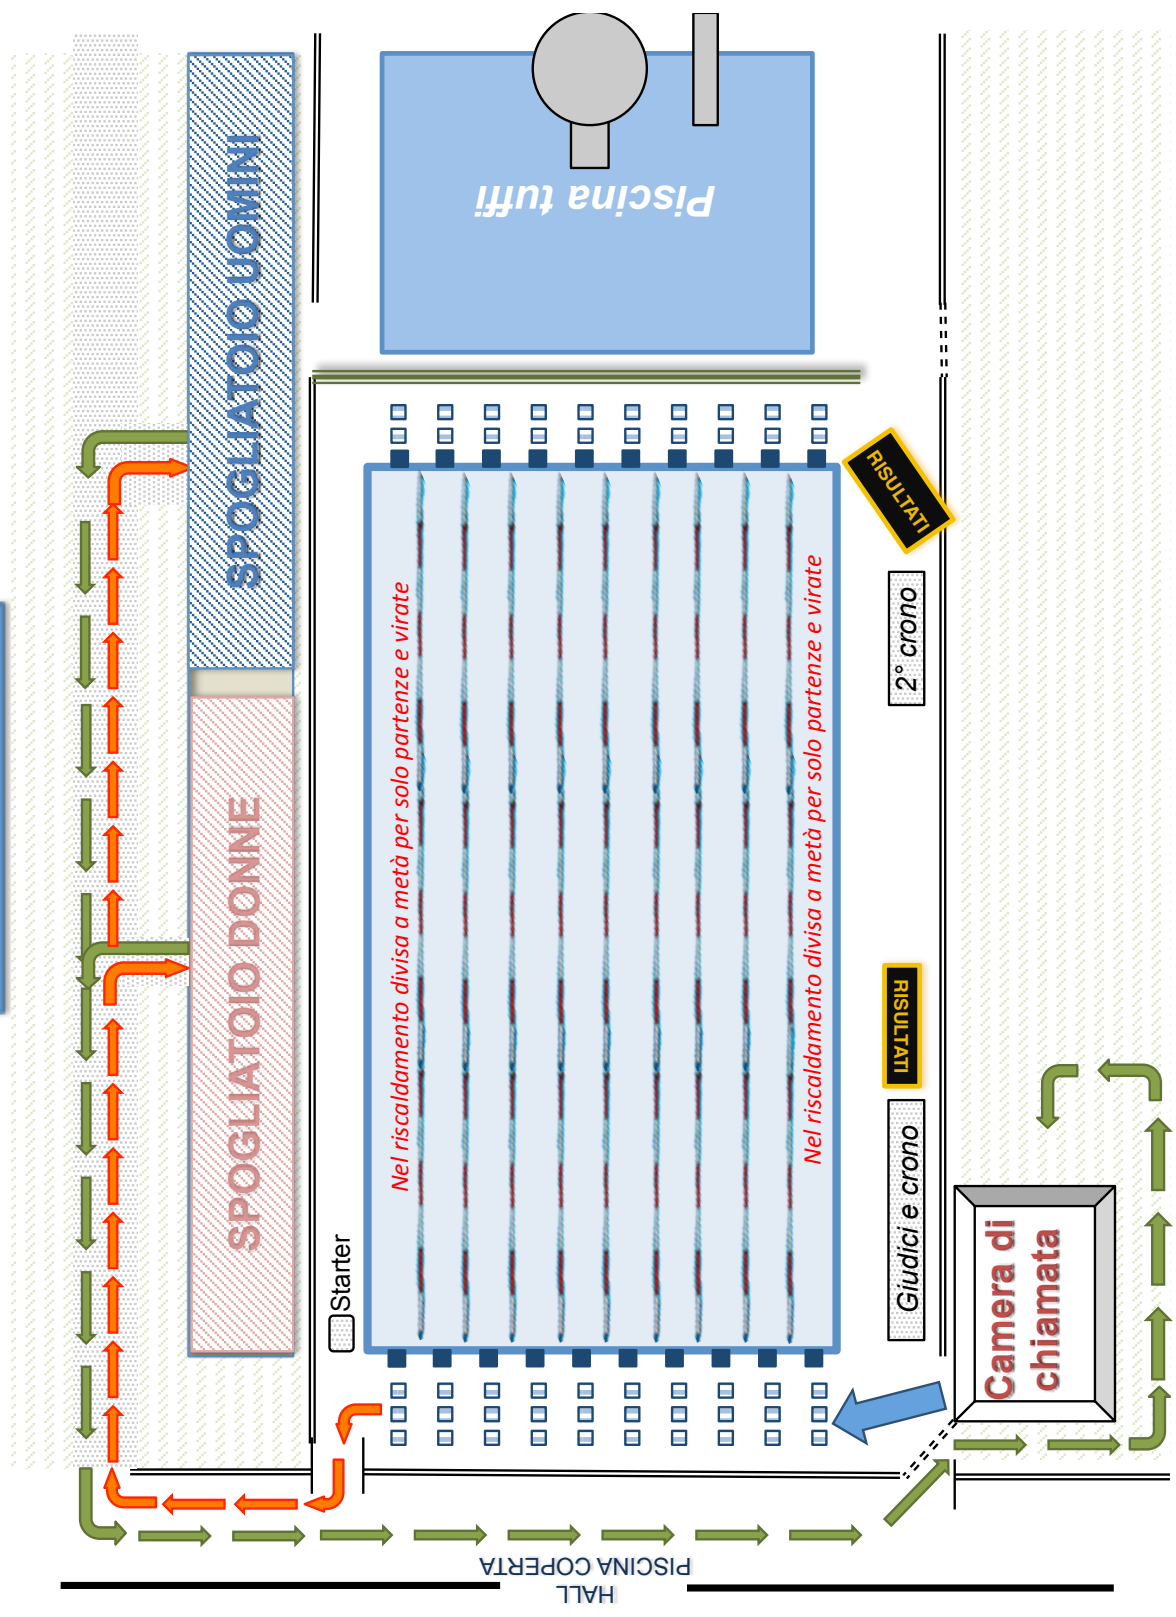 Piscina tuffi
SPOGLIATOIO UOMINI
RISULTATI
Nel riscaldamento divisa a metà per solo partenze e virate
Nel riscaldamento divisa a metà per solo partenze e virate
2° crono
SPOGLIATOIO DONNE
RISULTATI
Giudici e crono
Starter
Camera di
chiamata
HALL
PISCINA COPERTA